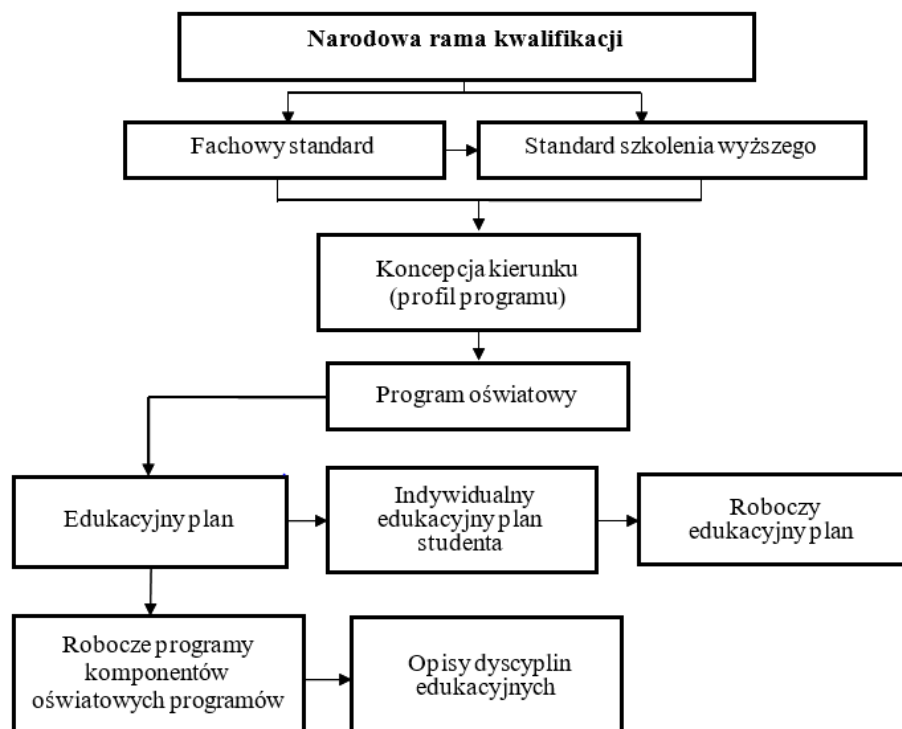 Narodowa rama kwalifikacji
Fachowy standard
Standard szkolenia wyższego
Koncepcja kierunku
(profil programu)
Program oświatowy
Edukacyjny plan
Indywidualny
edukacyjny plan
studenta
Roboczy
edukacyjny plan
Robocze programy
komponentów
oświatowych programów
Opisy dyscyplin
edukacyjnych